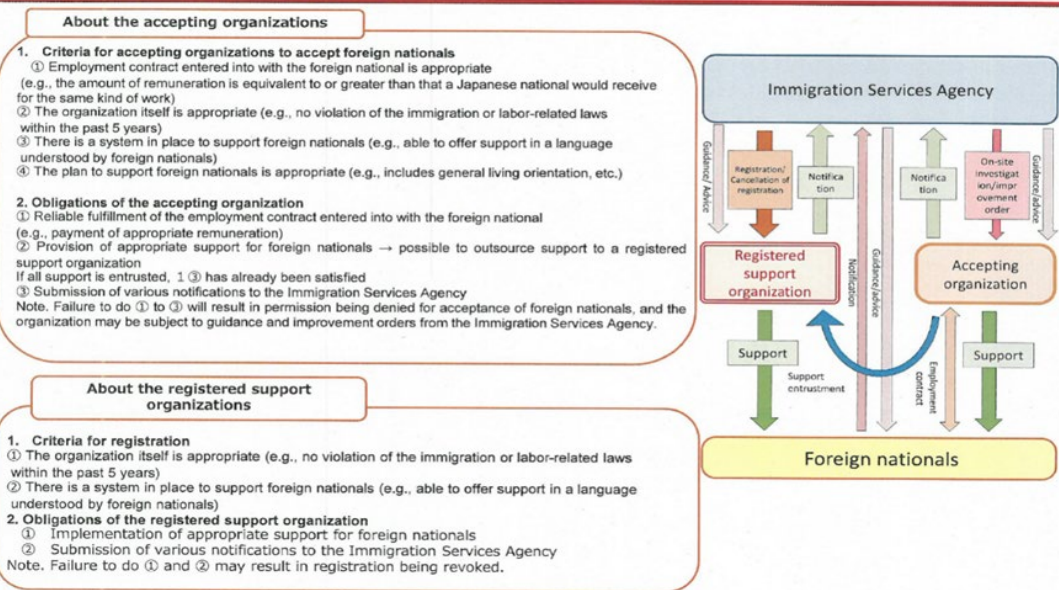 About the accepting organizations
1. Criteria for accepting organizations to accept foreign nationals
① Employment contract entered into with the foreign national is appropriate
(e.g., the amount of remuneration is equivalent to or greater than that a Japanese national would receive
for the same kind of work)
② The organization itself is appropriate (e.g., no violation of the immigration or labor-related laws
within the past 5 years)
③ There is a system in place to support foreign nationals (e.g., able to offer support in a language
understood by foreign nationals)
④ The plan to support foreign nationals is appropriate (e.g., includes general living orientation, etc.)
2. Obligations of the accepting organization
① Reliable fulfillment of the employment contract entered into with the foreign national
(e.g., payment of appropriate remuneration)
② Provision of appropriate support for foreign nationals → possible to outsource support to a registered
support organization
If all support is entrusted, 1 ③ has already been satisfied
③ Submission of various notifications to the Immigration Services Agency
Note. Failure to do ① to ③ will result in permission being denied for acceptance of foreign nationals, and the
organization may be subject to guidance and improvement orders from the Immigration Services Agency.
About the registered support
organizations
1. Criteria for registration
① The organization itself is appropriate (e.g., no violation of the immigration or labor-related laws
within the past 5 years)
② There is a system in place to support foreign nationals (e.g., able to offer support in a language
understood by foreign nationals)
2. Obligations of the registered support organization
① Implementation of appropriate support for foreign nationals
② Submission of various notifications to the Immigration Services Agency
Note. Failure to do ① and ② may result in registration being revoked.
Immigration Services Agency
Guidance/ Advice
Registration/
Cancellation of
registration
Notifica
tion
Notification
Guidance/advice
Notifica
tion
On-site
investigat
ion/impr
ovement
order
Guidance/advice
Registered
support
organization
Accepting
organization
Support
Support
entrustment
Employment
contract
Support
Foreign nationals